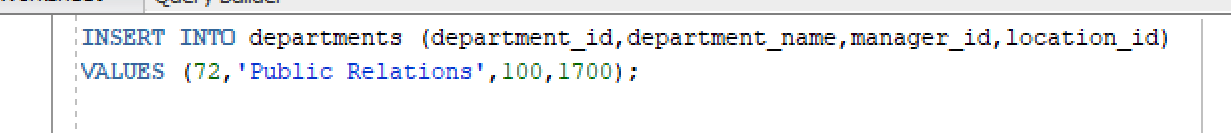 INSERT INTO departments (department_id,department_name,manager_id,location_id)
VALUES (72,'Public Relations',100,1700);